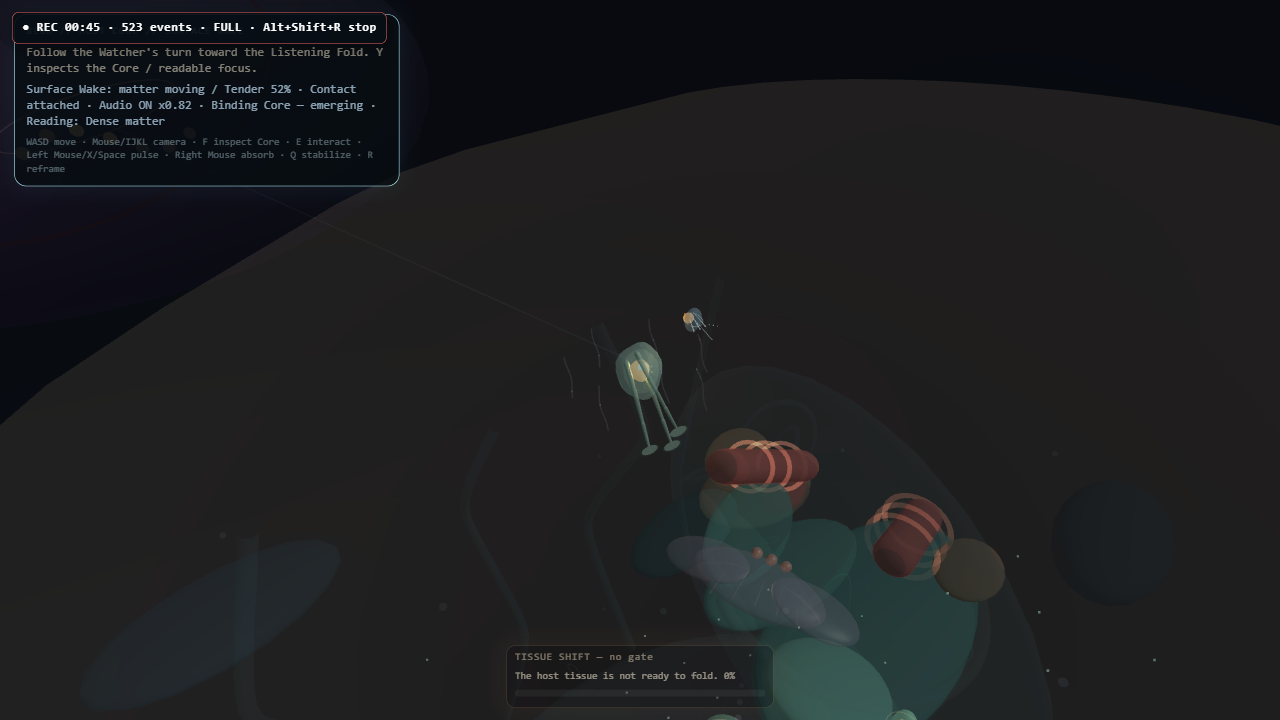 ● REC 00:45 · 523 events · FULL · Alt+Shift+R stop
Follow the Watcher's turn toward the Listening Fold. Y
inspects the Core / readable focus.
Surface Wake: matter moving / Tender 52% · Contact
attached · Audio ON x0.82 · Binding Core — emerging ·
Reading: Dense matter
WASD move · Mouse/IJKL camera · F inspect Core · E interact ·
Left Mouse/X/Space pulse · Right Mouse absorb · Q stabilize · R
reframe
TISSUE SHIFT — no gate
The host tissue is not ready to fold. 0%